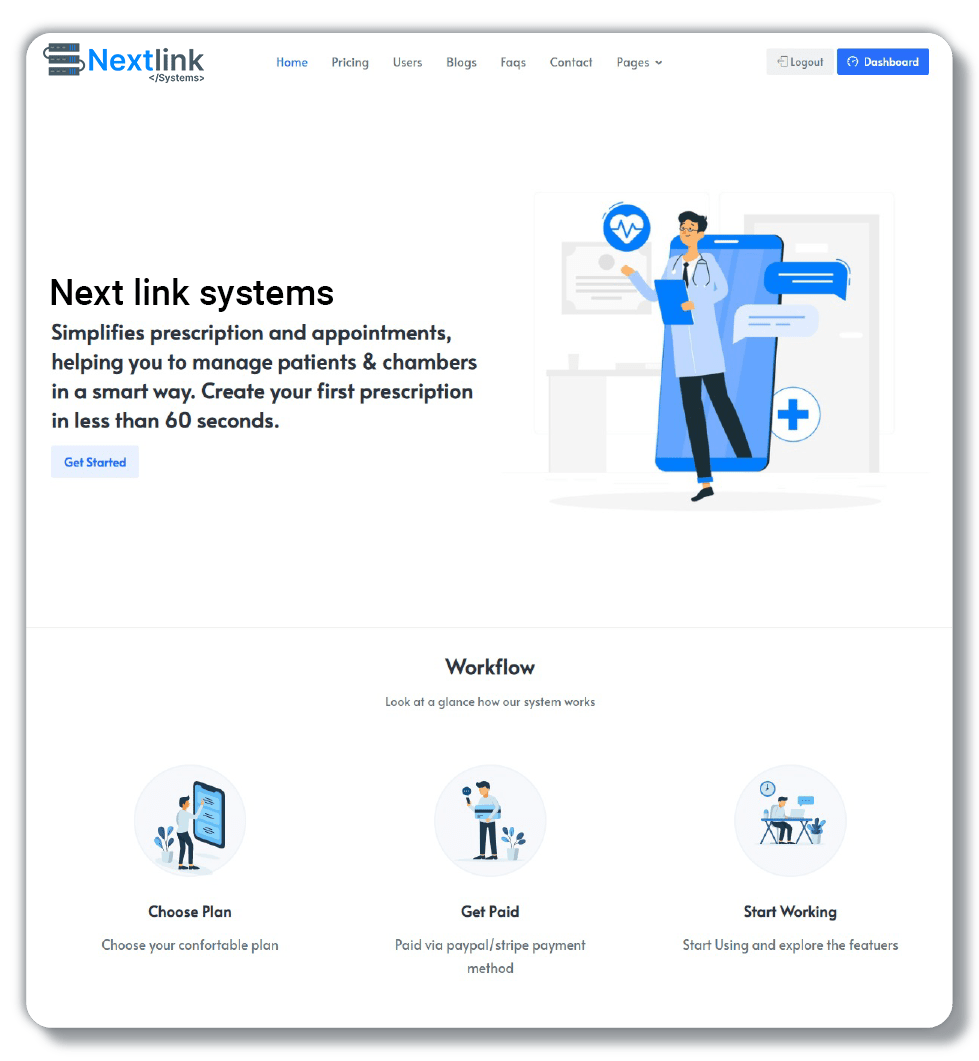 Nextlink
</Systems>
Home Pricing Users Blogs Faqs Contact Pages
Logout Dashboard
Next link systems
Simplifies prescription and appointments,
helping you to manage patients & chambers
in a smart way. Create your first prescription
in less than 60 seconds.
Get Started
Workflow
Look at a glance how our system works
Choose Plan
Choose your confortable plan
Get Paid
Paid via paypal/stripe payment
method
Start Working
Start Using and explore the featuers